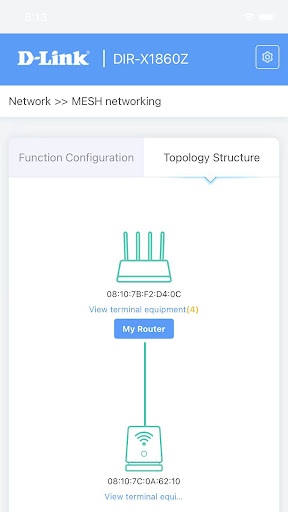 8:13
D-Link | DIR-X1860Z
Network >> MESH networking
Function Configuration
Topology Structure
08:10:7B:F2:D4:0C
View terminal equipment(4)
My Router
08:10:7C:0A:62:10
View terminal equi...